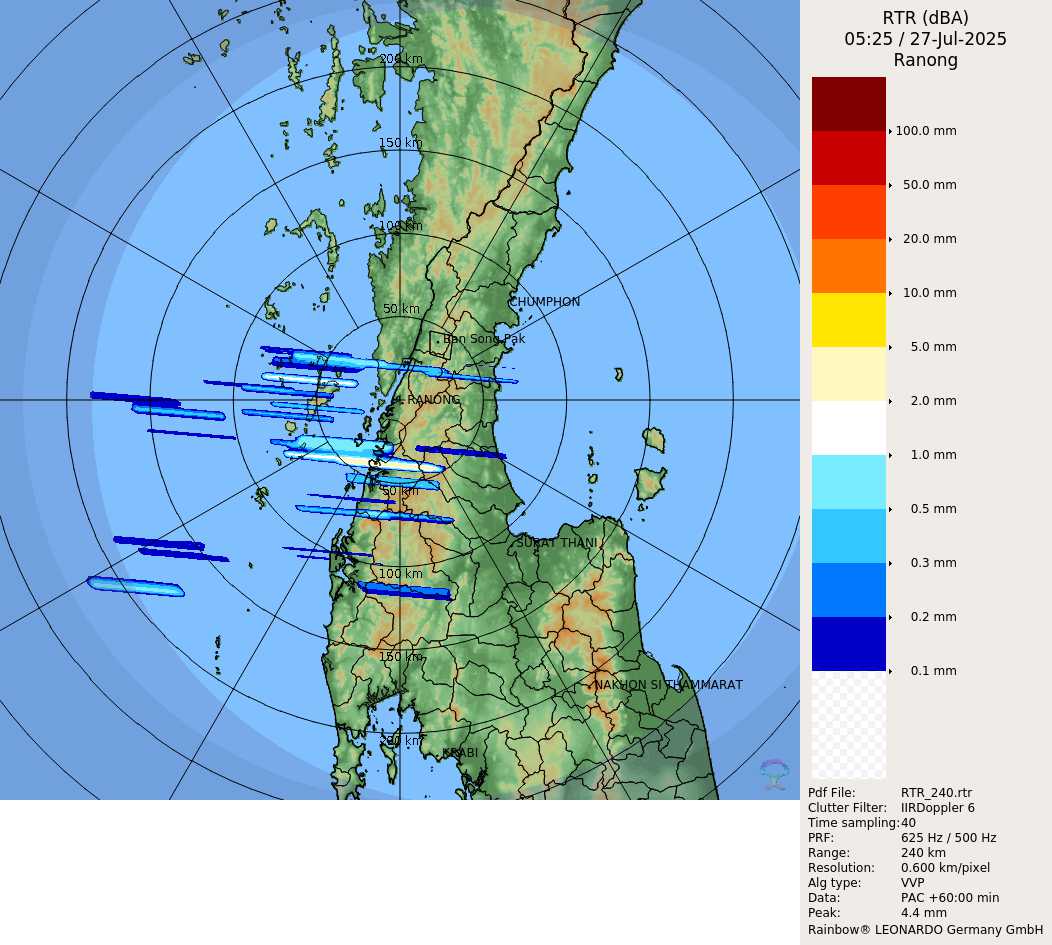 RTR (dBA)
05:25 / 27-Jul-2025
Ranong
100.0 mm
50.0 mm
20.0 mm
10.0 mm
5.0 mm
2.0 mm
1.0 mm
0.5 mm
0.3 mm
0.2 mm
0.1 mm
Pdf File: RTR_240.rtr
Clutter Filter: IIRDoppler 6
Time sampling: 40
PRF: 625 Hz / 500 Hz
Range: 240 km
Resolution: 0.600 km/pixel
Alg type: VVP
Data: PAC +60:00 min
Peak: 4.4 mm
Rainbow® LEONARDO Germany GmbH
200 km
150 km
100 km
CHUMPHON
50 km
Ban Song Pak
RANONG
50 km
SURAT THANI
100 km
150 km
NAKHON SI THAMMARAT
200 km
KRABI